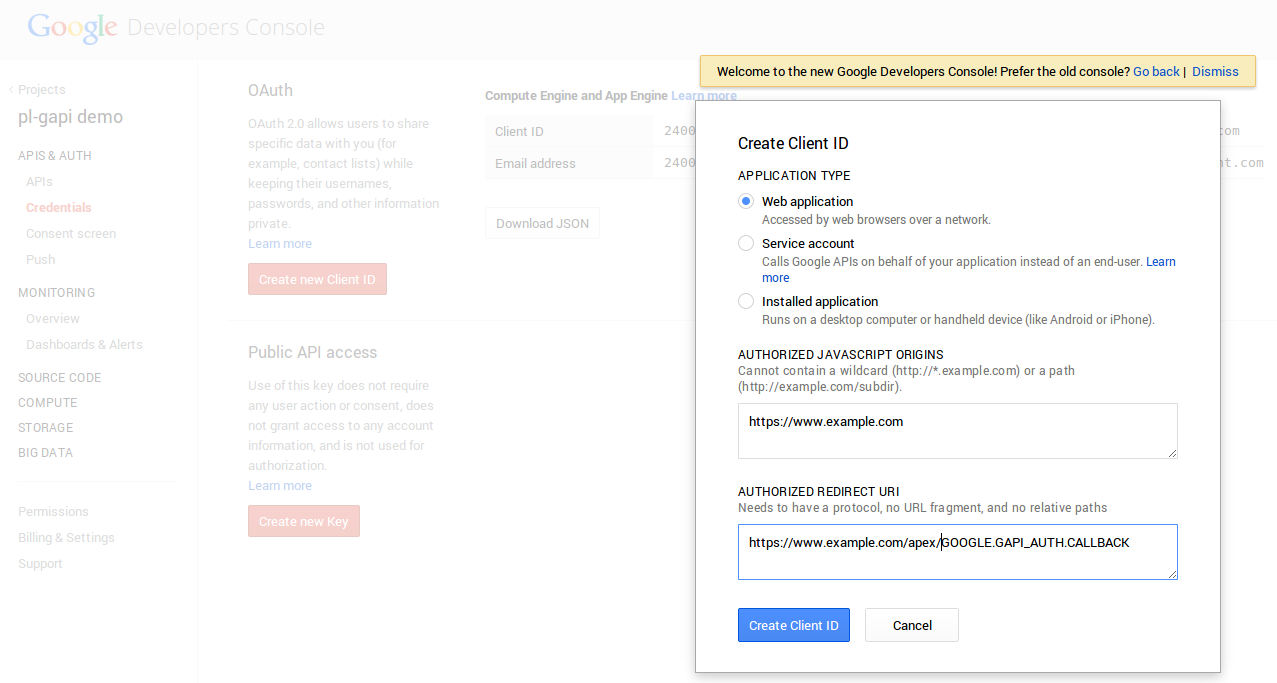 Google Developers Console
Welcome to the new Google Developers Console! Prefer the old console? Go back | Dismiss
‹ Projects
pl-gapi demo
APIS & AUTH
APIs
Credentials
Consent screen
Push
MONITORING
Overview
Dashboards & Alerts
SOURCE CODE
COMPUTE
STORAGE
BIG DATA
Permissions
Billing & Settings
Support
OAuth
OAuth 2.0 allows users to share
specific data with you (for
example, contact lists) while
keeping their usernames,
passwords, and other information
private.
Learn more
Create new Client ID
Public API access
Use of this key does not require
any user action or consent, does
not grant access to any account
information, and is not used for
authorization.
Learn more
Create new Key
Compute Engine and App Engine Learn more
Client ID 2400 com
Email address 2400 nt.com
Download JSON
Create Client ID
APPLICATION TYPE
Web application
Accessed by web browsers over a network.
Service account
Calls Google APIs on behalf of your application instead of an end-user. Learn
more
Installed application
Runs on a desktop computer or handheld device (like Android or iPhone).
AUTHORIZED JAVASCRIPT ORIGINS
Cannot contain a wildcard (http://*.example.com) or a path
(http://example.com/subdir).
https://www.example.com
AUTHORIZED REDIRECT URI
Needs to have a protocol, no URL fragment, and no relative paths
https://www.example.com/apex/GOOGLE.GAPI_AUTH.CALLBACK
Create Client ID
Cancel